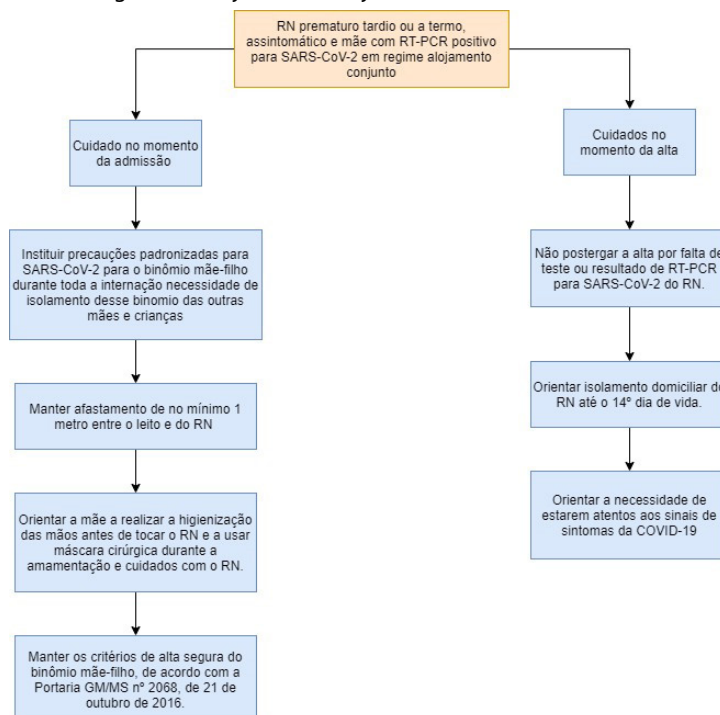 RN prematuro tardio ou a termo,
assintomático e mãe com RT-PCR positivo
para SARS-CoV-2 em regime alojamento
conjunto
Cuidado no momento
da admissão
Instituir precauções padronizadas para
SARS-CoV-2 para o binômio mãe-filho
durante toda a internação necessidade de
isolamento desse binomio das outras
mães e crianças
Manter afastamento de no mínimo 1
metro entre o leito e do RN
Orientar a mãe a realizar a higienização
das mãos antes de tocar o RN e a usar
máscara cirúrgica durante a
amamentação e cuidados com o RN.
Manter os critérios de alta segura do
binômio mãe-filho, de acordo com a
Portaria GM/MS nº 2068, de 21 de
outubro de 2016.
Cuidados no
momento da alta
Não postergar a alta por falta de
teste ou resultado de RT-PCR
para SARS-CoV-2 do RN.
Orientar isolamento domiciliar do
RN até o 14º dia de vida.
Orientar a necessidade de
estarem atentos aos sinais de
sintomas da COVID-19